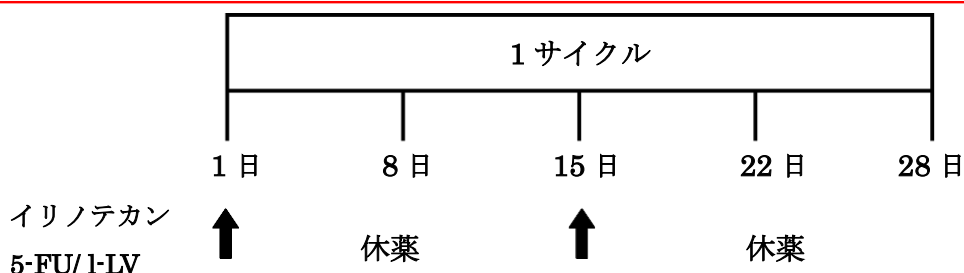 1 サイクル
1 日 8 日 15 日 22 日 28 日
イリノテカン
休薬 休薬
5-FU/ l-LV